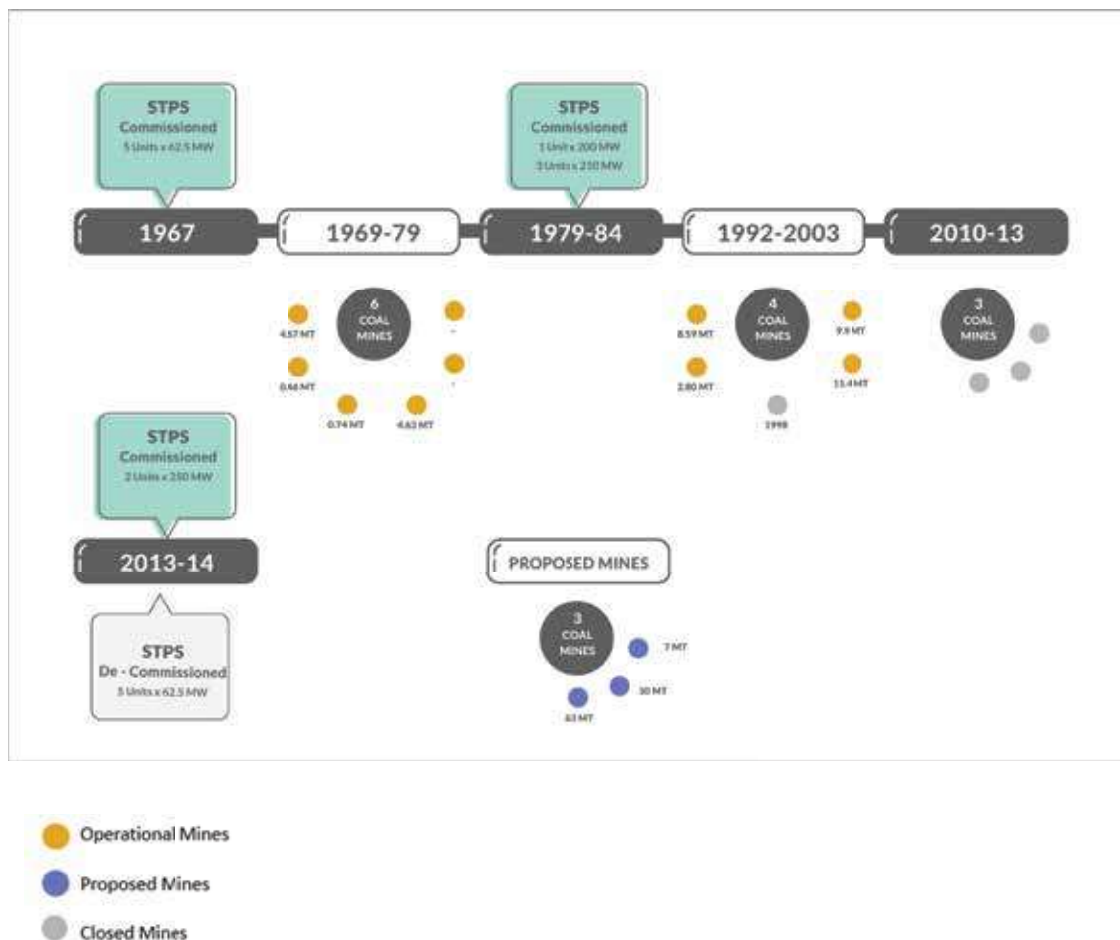 STPS
Commissioned
5 Units x 62.5 MW
STPS
Commissioned
1 Unit x 200 MW
3 Units x 210 MW
1967
1969-79
1979-84
1992-2003
2010-13
6
COAL
MINES
4.57 MT
-
-
0.74 MT
4.63 MT
4
COAL
MINES
8.59 MT
9.9 MT
2.80 MT
11.4 MT
1998
3
COAL
MINES
STPS
Commissioned
2 Units x 250 MW
2013-14
STPS
De - Commissioned
5 Units x 62.5 MW
PROPOSED MINES
3
COAL
MINES
7 MT
MT
63 MT
Operational Mines
Proposed Mines
Closed Mines